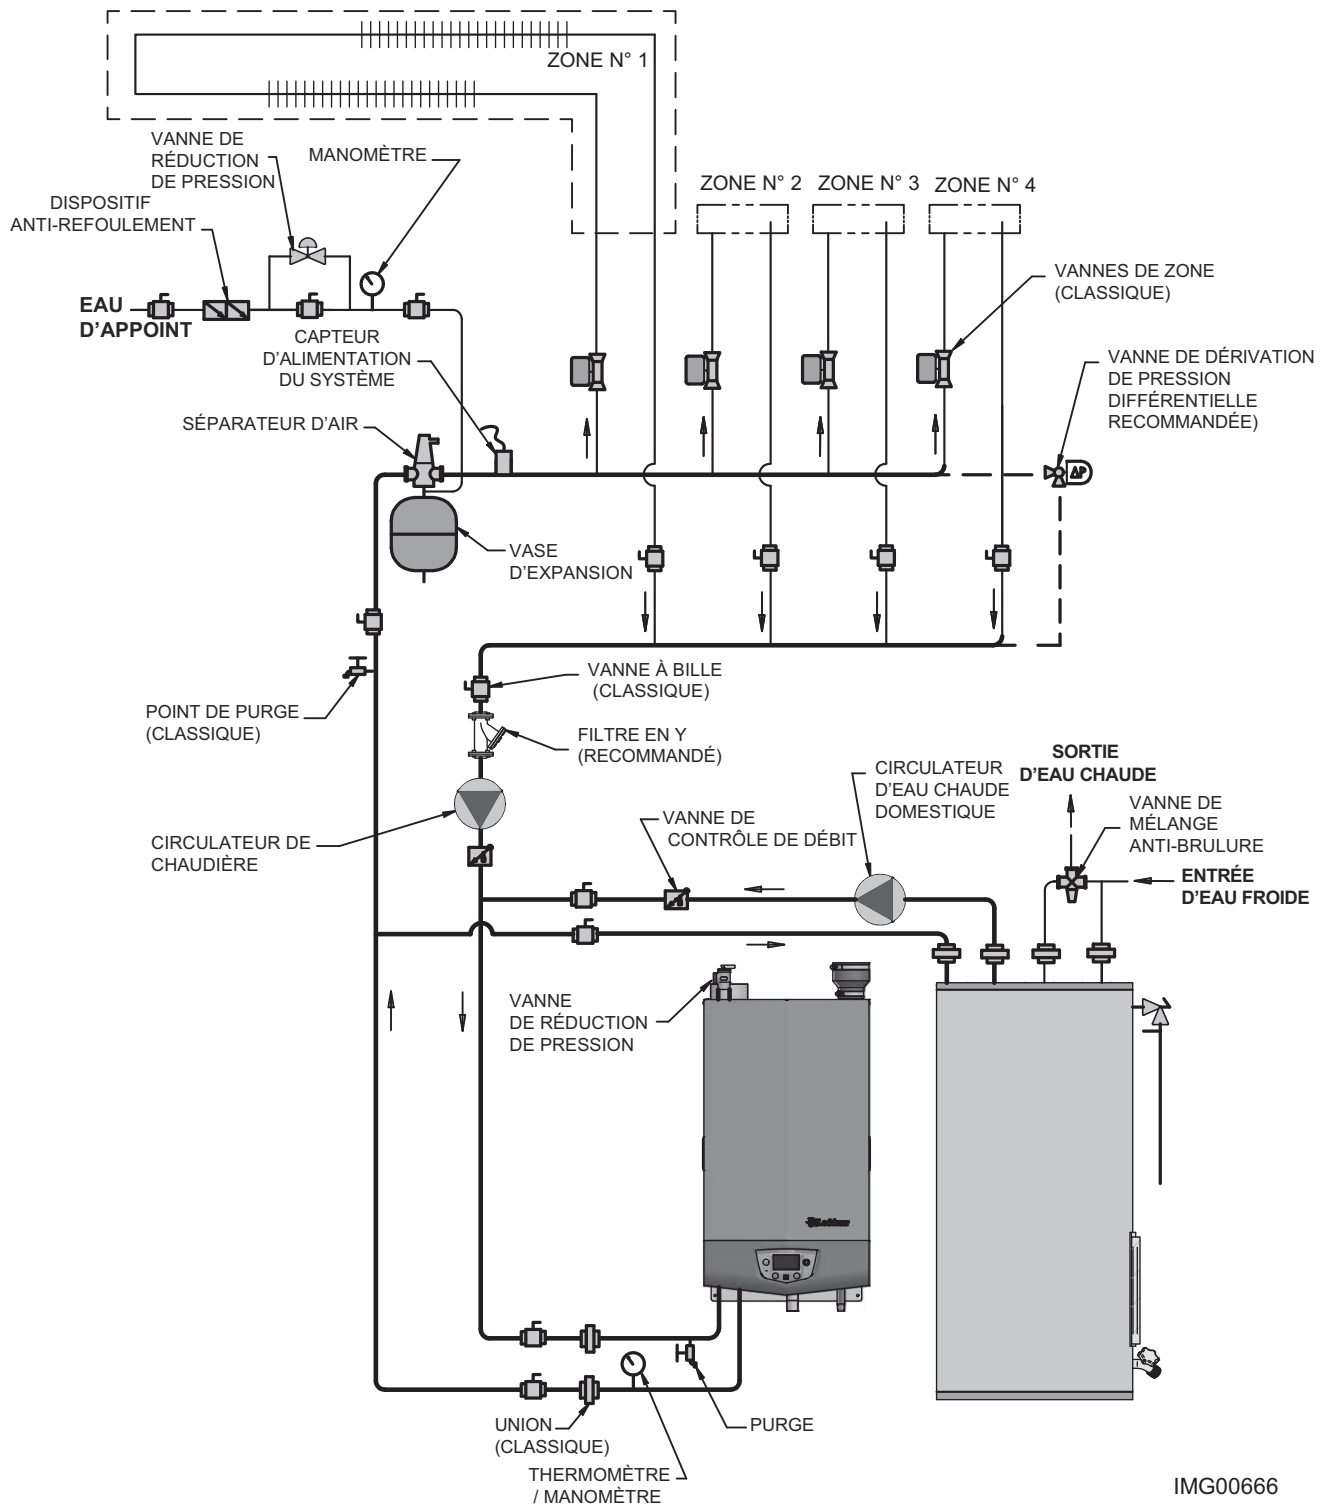 ZONE N° 1
VANNE DE
RÉDUCTION
DE PRESSION
MANOMÈTRE
DISPOSITIF
ANTI-REFOULEMENT
ZONE N° 2
ZONE N° 3
ZONE N° 4
EAU
D'APPOINT
VANNES DE ZONE
(CLASSIQUE)
CAPTEUR
D'ALIMENTATION
DU SYSTÈME
VANNE DE DÉRIVATION
DE PRESSION
DIFFÉRENTIELLE
RECOMMANDÉE)
SÉPARATEUR D'AIR
ΔP
VASE
D'EXPANSION
VANNE À BILLE
(CLASSIQUE)
POINT DE PURGE
(CLASSIQUE)
FILTRE EN Y
(RECOMMANDÉ)
SORTIE
D'EAU CHAUDE
CIRCULATEUR
D'EAU CHAUDE
DOMESTIQUE
VANNE DE
MÉLANGE
ANTI-BRULURE
VANNE DE
CONTRÔLE DE DÉBIT
CIRCULATEUR DE
CHAUDIÈRE
ENTRÉE
D'EAU FROIDE
VANNE
DE RÉDUCTION
DE PRESSION
UNION
(CLASSIQUE)
PURGE
THERMOMÈTRE
/ MANOMÈTRE
IMG00666